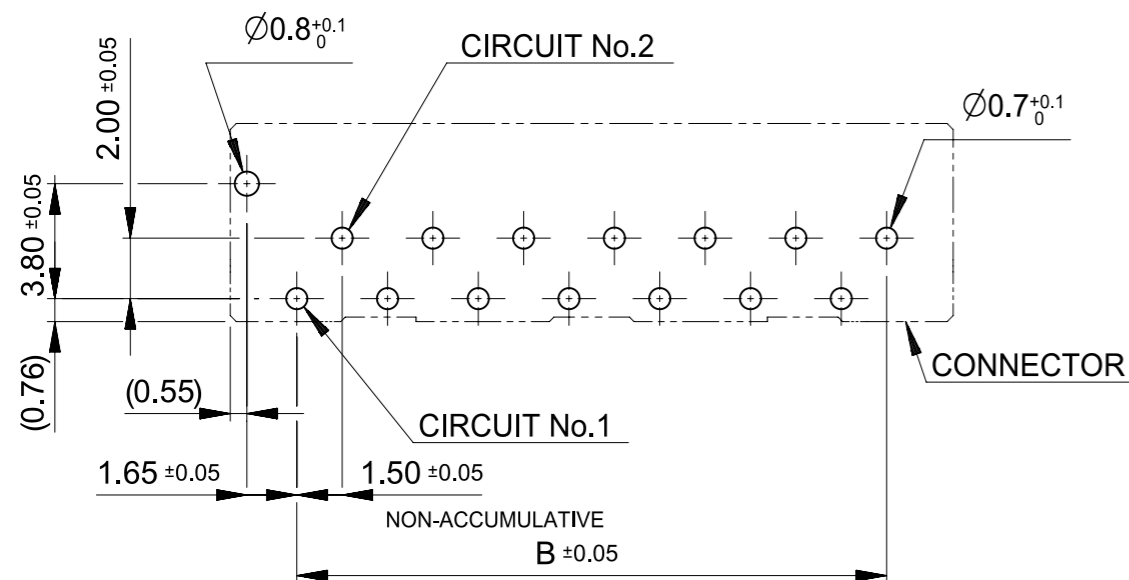 Ø0.8 +0.1 0
CIRCUIT No.2
Ø0.7 +0.1 0
2.00 ±0.05
3.80 ±0.05
(0.76)
(0.55)
CONNECTOR
CIRCUIT No.1
1.65 ±0.05
1.50 ±0.05
NON-ACCUMULATIVE
B ±0.05